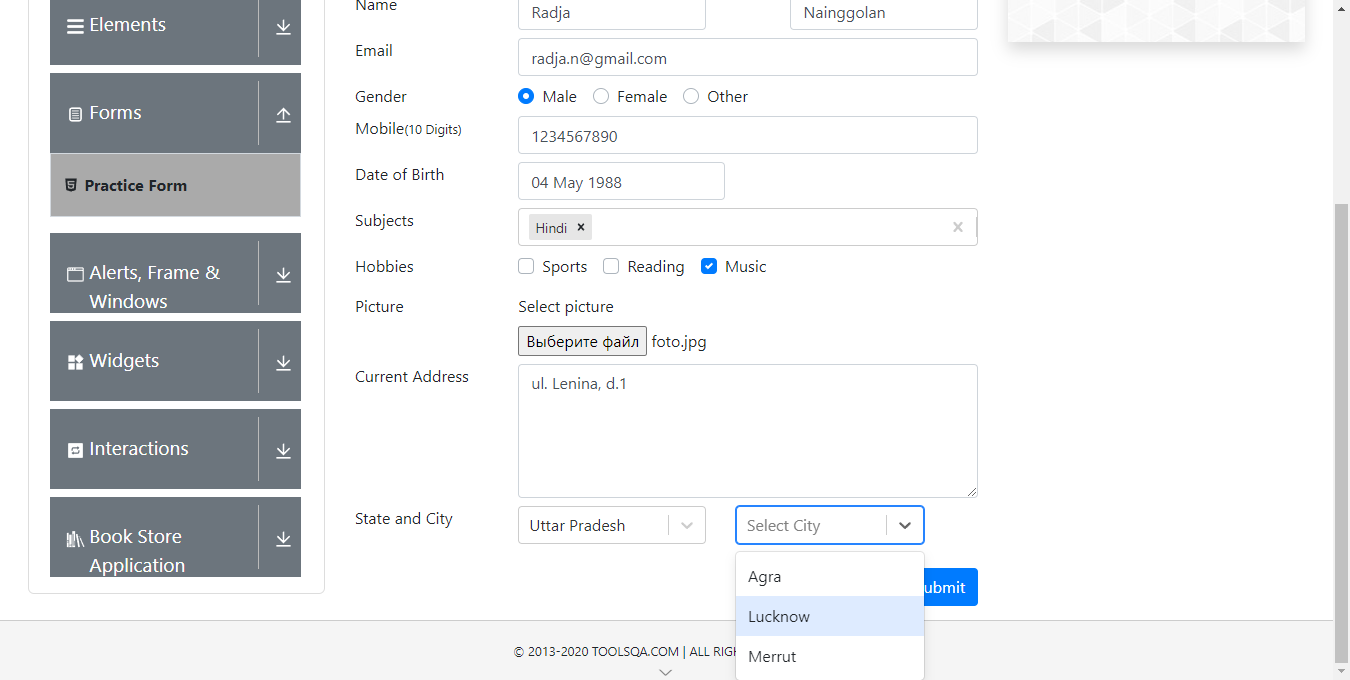 Elements
Forms
Practice Form
Alerts, Frame &
Windows
Widgets
Interactions
Book Store
Application
Name
Radja
Nainggolan
Email
radja.n@gmail.com
Gender
Male
Female
Other
Mobile(10 Digits)
1234567890
Date of Birth
04 May 1988
Subjects
Hindi
Hobbies
Sports
Reading
Music
Picture
Select picture
Выберите файл foto.jpg
Current Address
ul. Lenina, d.1
State and City
Uttar Pradesh
Select City
Agra
Lucknow
Merrut
ubmit
© 2013-2020 TOOLSQA.COM | ALL RIGH